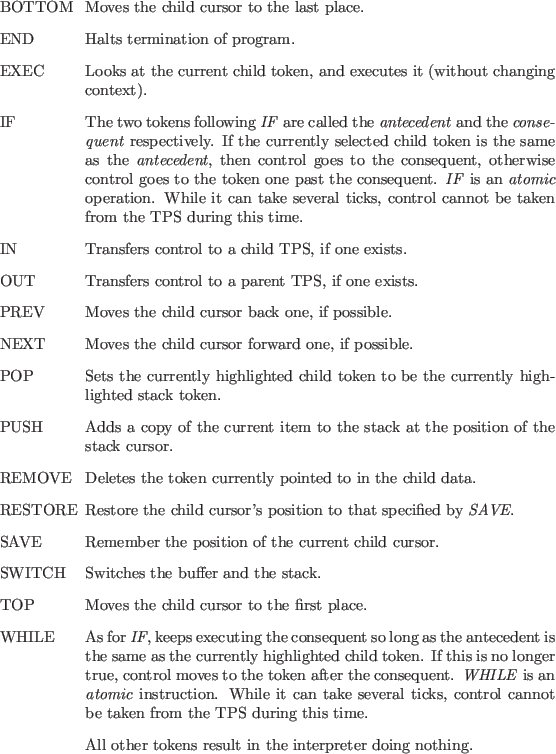 BOTTOM Moves the child cursor to the last place.
END Halts termination of program.
EXEC Looks at the current child token, and executes it (without changing
context).
IF The two tokens following IF are called the antecedent and the conse-
quent respectively. If the currently selected child token is the same
as the antecedent, then control goes to the consequent, otherwise
control goes to the token one past the consequent. IF is an atomic
operation. While it can take several ticks, control cannot be taken
from the TPS during this time.
IN Transfers control to a child TPS, if one exists.
OUT Transfers control to a parent TPS, if one exists.
PREV Moves the child cursor back one, if possible.
NEXT Moves the child cursor forward one, if possible.
POP Sets the currently highlighted child token to be the currently high-
lighted stack token.
PUSH Adds a copy of the current item to the stack at the position of the
stack cursor.
REMOVE Deletes the token currently pointed to in the child data.
RESTORE Restore the child cursor's position to that specified by SAVE.
SAVE Remember the position of the current child cursor.
SWITCH Switches the buffer and the stack.
TOP Moves the child cursor to the first place.
WHILE As for IF, keeps executing the consequent so long as the antecedent is
the same as the currently highlighted child token. If this is no longer
true, control moves to the token after the consequent. WHILE is an
atomic instruction. While it can take several ticks, control cannot
be taken from the TPS during this time.
All other tokens result in the interpreter doing nothing.